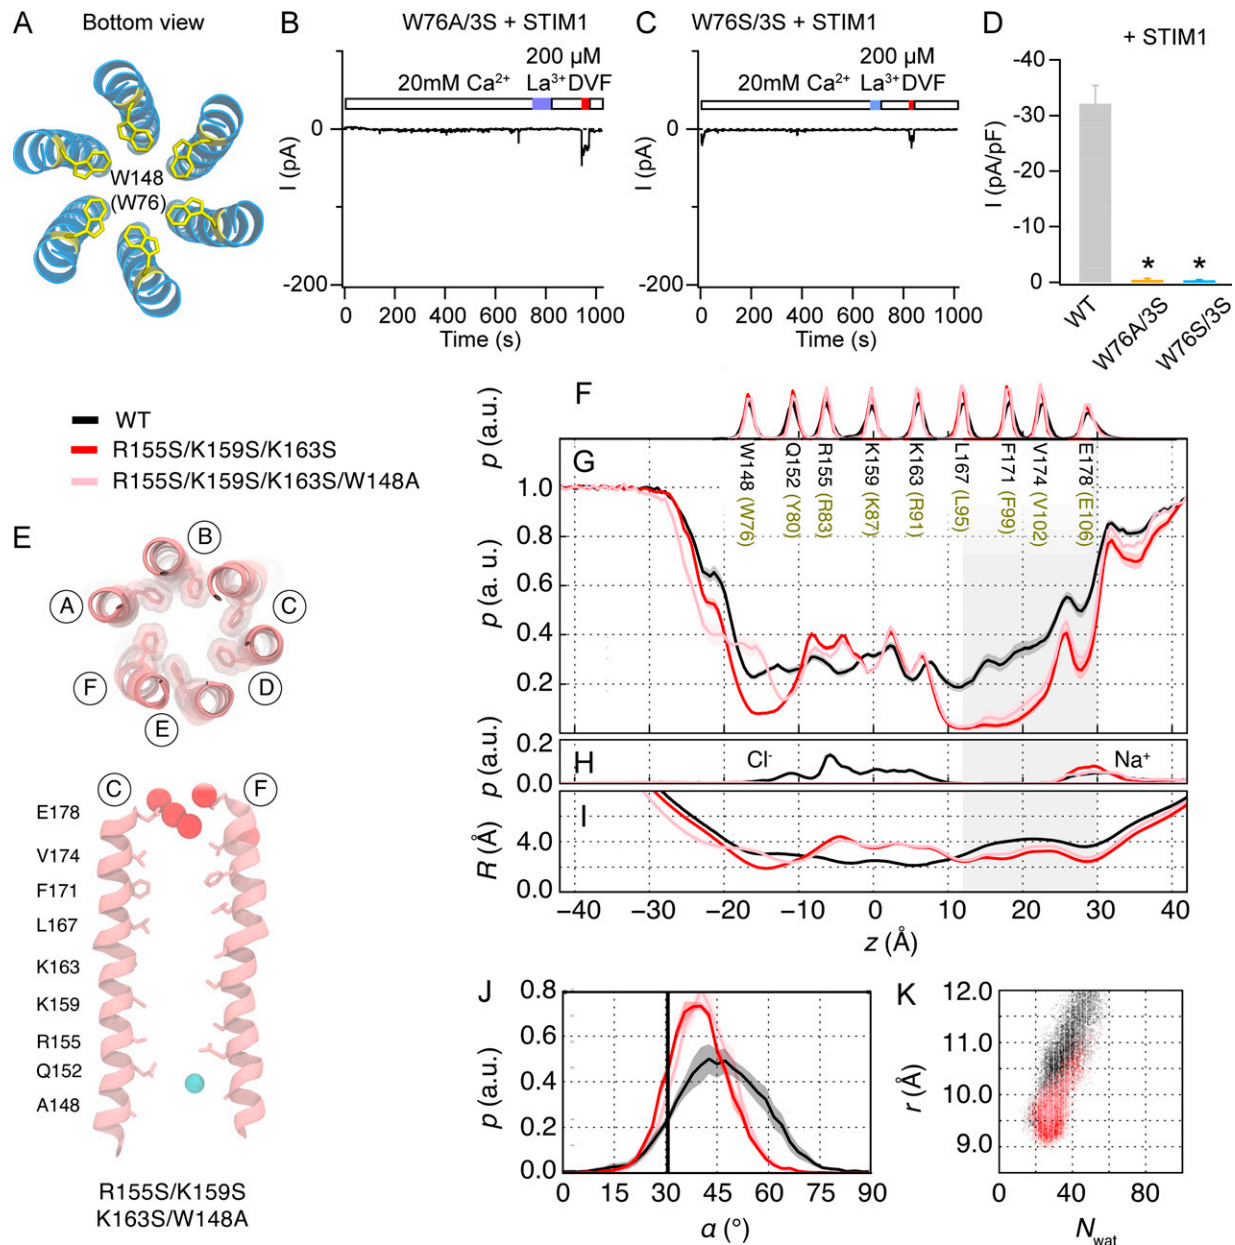 A
Bottom view
W148
(W76)
B
W76A/3S + STIM1
200 µM
20mM Ca²⁺
La³⁺
DVF
I (pA)
0
-200
0
200
400
600
800
1000
Time (s)
C
W76S/3S + STIM1
200 µM
20mM Ca²⁺
La³⁺
DVF
I (pA)
0
-200
0
200
400
600
800
1000
Time (s)
D
+ STIM1
I (pA/pF)
-30
-20
-10
0
*
*
WT
W76A/3S
W76S/3S
WT
R155S/K159S/K163S
R155S/K159S/K163S/W148A
E
B
A
C
F
D
E
C
F
E178
V174
F171
L167
K163
K159
R155
Q152
A148
R155S/K159S
K163S/W148A
F
p (a.u.)
G
W148 (W76)
Q152 (Y80)
R155 (R83)
K159 (K87)
K163 (R91)
L167 (L95)
F171 (F99)
V174 (V102)
E178 (E106)
p (a. u.)
1.0
0.8
0.6
0.4
0.2
H
p (a.u.)
0.2
0.0
Cl⁻
Na⁺
I
R (Å)
4.0
0.0
−40
−30
−20
−10
0
10
20
30
40
z (Å)
J
p (a.u.)
0.8
0.6
0.4
0.2
0.0
0
15
30
45
60
75
90
α (°)
K
r (Å)
12.0
11.0
10.0
9.0
0
40
80
Nwat